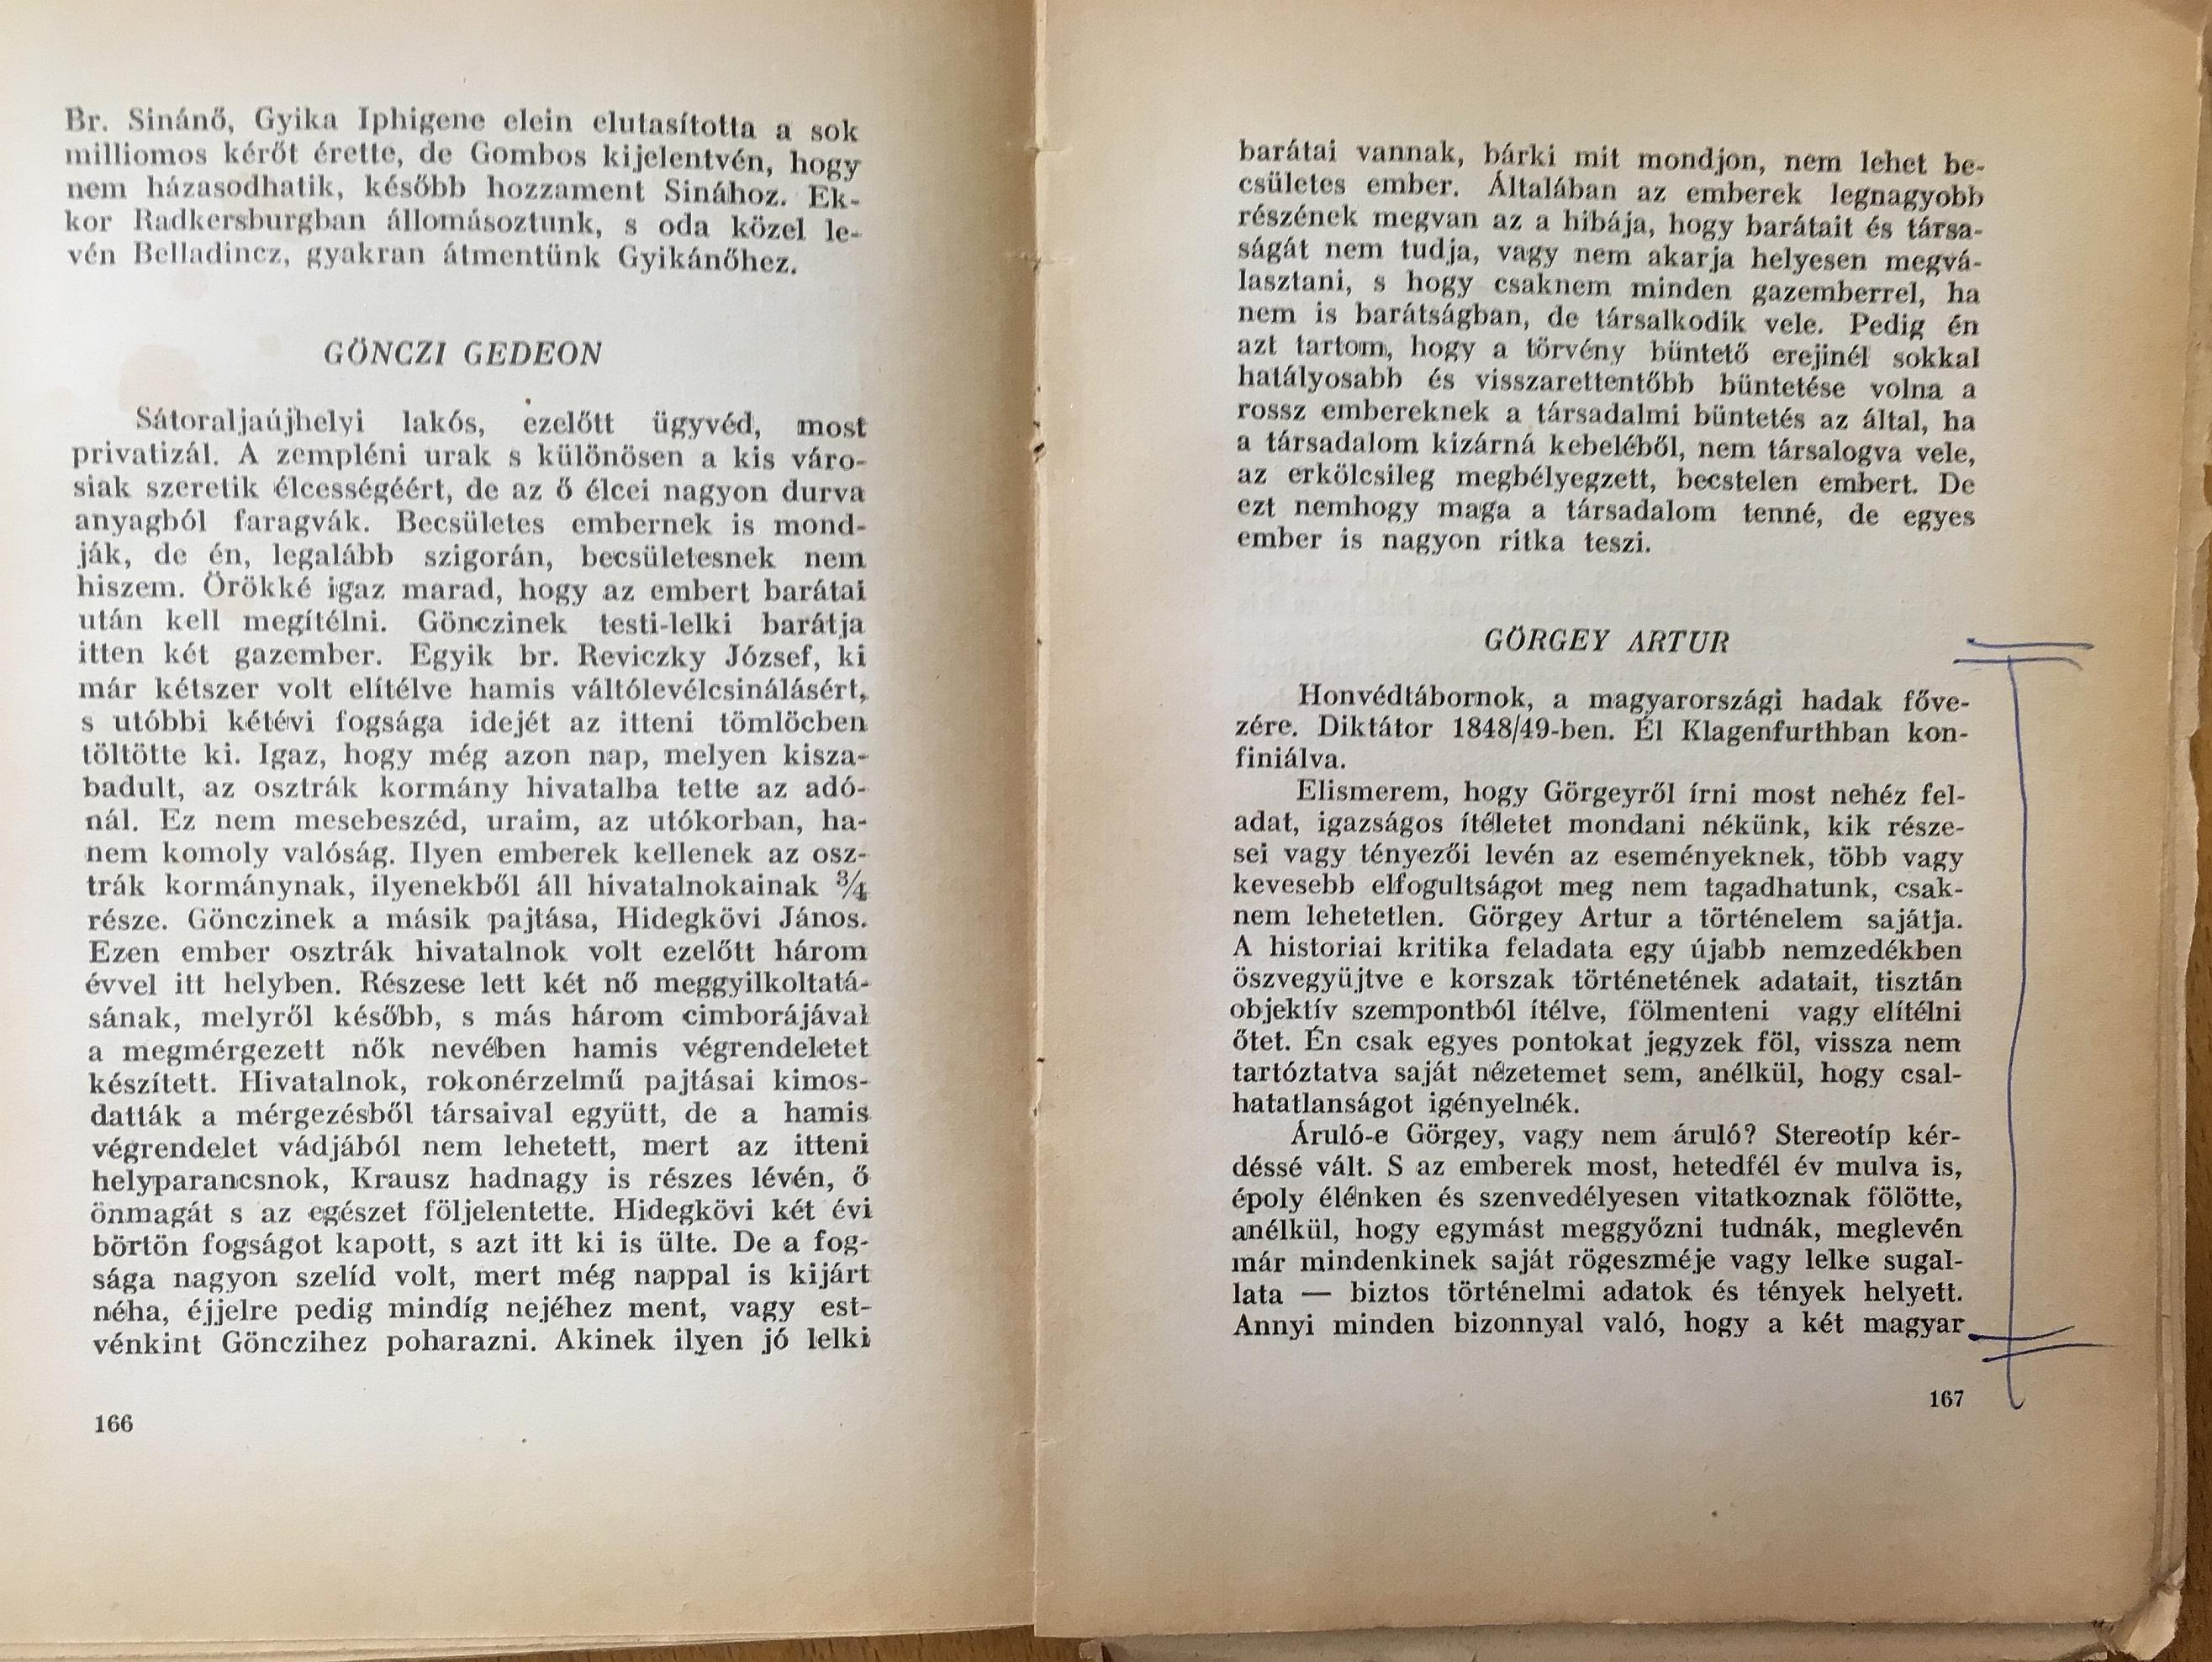 Br. Sinánő, Gyika Iphigene elein elutasította a sok
milliomos kérőt érette, de Gombos kijelentvén, hogy
nem házasodhatik, később hozzament Sinához. Ek-
kor Radkersburgban állomásoztunk, s oda közel le-
vén Belladincz, gyakran átmentünk Gyikánőhez.
GÖNCZI GEDEON
Sátoraljaújhelyi lakós, ezelőtt ügyvéd, most
privatizál. A zempléni urak s különösen a kis váro-
siak szeretik élcességéért, de az ő élcei nagyon durva
anyagból faragvák. Becsületes embernek is mond-
ják, de én, legalább szigorán, becsületesnek nem
hiszem. Örökké igaz marad, hogy az embert barátai
után kell megítélni. Gönczinek testi-lelki barátja
itten két gazember. Egyik br. Reviczky József, ki
már kétszer volt elítélve hamis váltólevélcsinálásért,
s utóbbi kétévi fogsága idejét az itteni tömlöcben
töltötte ki. Igaz, hogy még azon nap, melyen kisza-
badult, az osztrák kormány hivatalba tette az adó-
nál. Ez nem mesebeszéd, uraim, az utókorban, ha-
nem komoly valóság. Ilyen emberek kellenek az osz-
trák kormánynak, ilyenekből áll hivatalnokainak ¾
része. Gönczinek a másik pajtása, Hidegkövi János.
Ezen ember osztrák hivatalnok volt ezelőtt három
évvel itt helyben. Részese lett két nő meggyilkoltatá-
sának, melyről később, s más három cimborájával
a megmérgezett nők nevében hamis végrendeletet
készített. Hivatalnok, rokonérzelmű pajtásai kimos-
datták a mérgezésből társaival együtt, de a hamis
végrendelet vádjából nem lehetett, mert az itteni
helyparancsnok, Krausz hadnagy is részes lévén, ő
önmagát s az egészet följelentette. Hidegkövi két évi
börtön fogságot kapott, s azt itt ki is ülte. De a fog-
sága nagyon szelíd volt, mert még nappal is kijárt
néha, éjjelre pedig mindíg nejéhez ment, vagy est-
vénkint Gönczihez poharazni. Akinek ilyen jó lelki
166
barátai vannak, bárki mit mondjon, nem lehet be-
csületes ember. Általában az emberek legnagyobb
részének megvan az a hibája, hogy barátait és társa-
ságát nem tudja, vagy nem akarja helyesen megvá-
lasztani, s hogy csaknem minden gazemberrel, ha
nem is barátságban, de társalkodik vele. Pedig én
azt tartom, hogy a törvény büntető erejinél sokkal
hatályosabb és visszarettentőbb büntetése volna a
rossz embereknek a társadalmi büntetés az által, ha
a társadalom kizárná kebeléből, nem társalogva vele,
az erkölcsileg megbélyegzett, becstelen embert. De
ezt nemhogy maga a társadalom tenné, de egyes
ember is nagyon ritka teszi.
GÖRGEY ARTUR
Honvédtábornok, a magyarországi hadak főve-
zére. Diktátor 1848/49-ben. Él Klagenfurthban kon-
finiálva.
Elismerem, hogy Görgeyről írni most nehéz fel-
adat, igazságos ítéletet mondani nékünk, kik része-
sei vagy tényezői levén az eseményeknek, több vagy
kevesebb elfogultságot meg nem tagadhatunk, csak-
nem lehetetlen. Görgey Artur a történelem sajátja.
A historiai kritika feladata egy újabb nemzedékben
öszvegyüjtve e korszak történetének adatait, tisztán
objektív szempontból ítélve, fölmenteni vagy elítélni
őtet. Én csak egyes pontokat jegyzek föl, vissza nem
tartóztatva saját nézetemet sem, anélkül, hogy csal-
hatatlanságot igényelnék.
Áruló-e Görgey, vagy nem áruló? Stereotíp kér-
déssé vált. S az emberek most, hetedfél év mulva is,
époly élénken és szenvedélyesen vitatkoznak fölötte,
anélkül, hogy egymást meggyőzni tudnák, meglevén
már mindenkinek saját rögeszméje vagy lelke sugal-
lata — biztos történelmi adatok és tények helyett.
Annyi minden bizonnyal való, hogy a két magyar
167